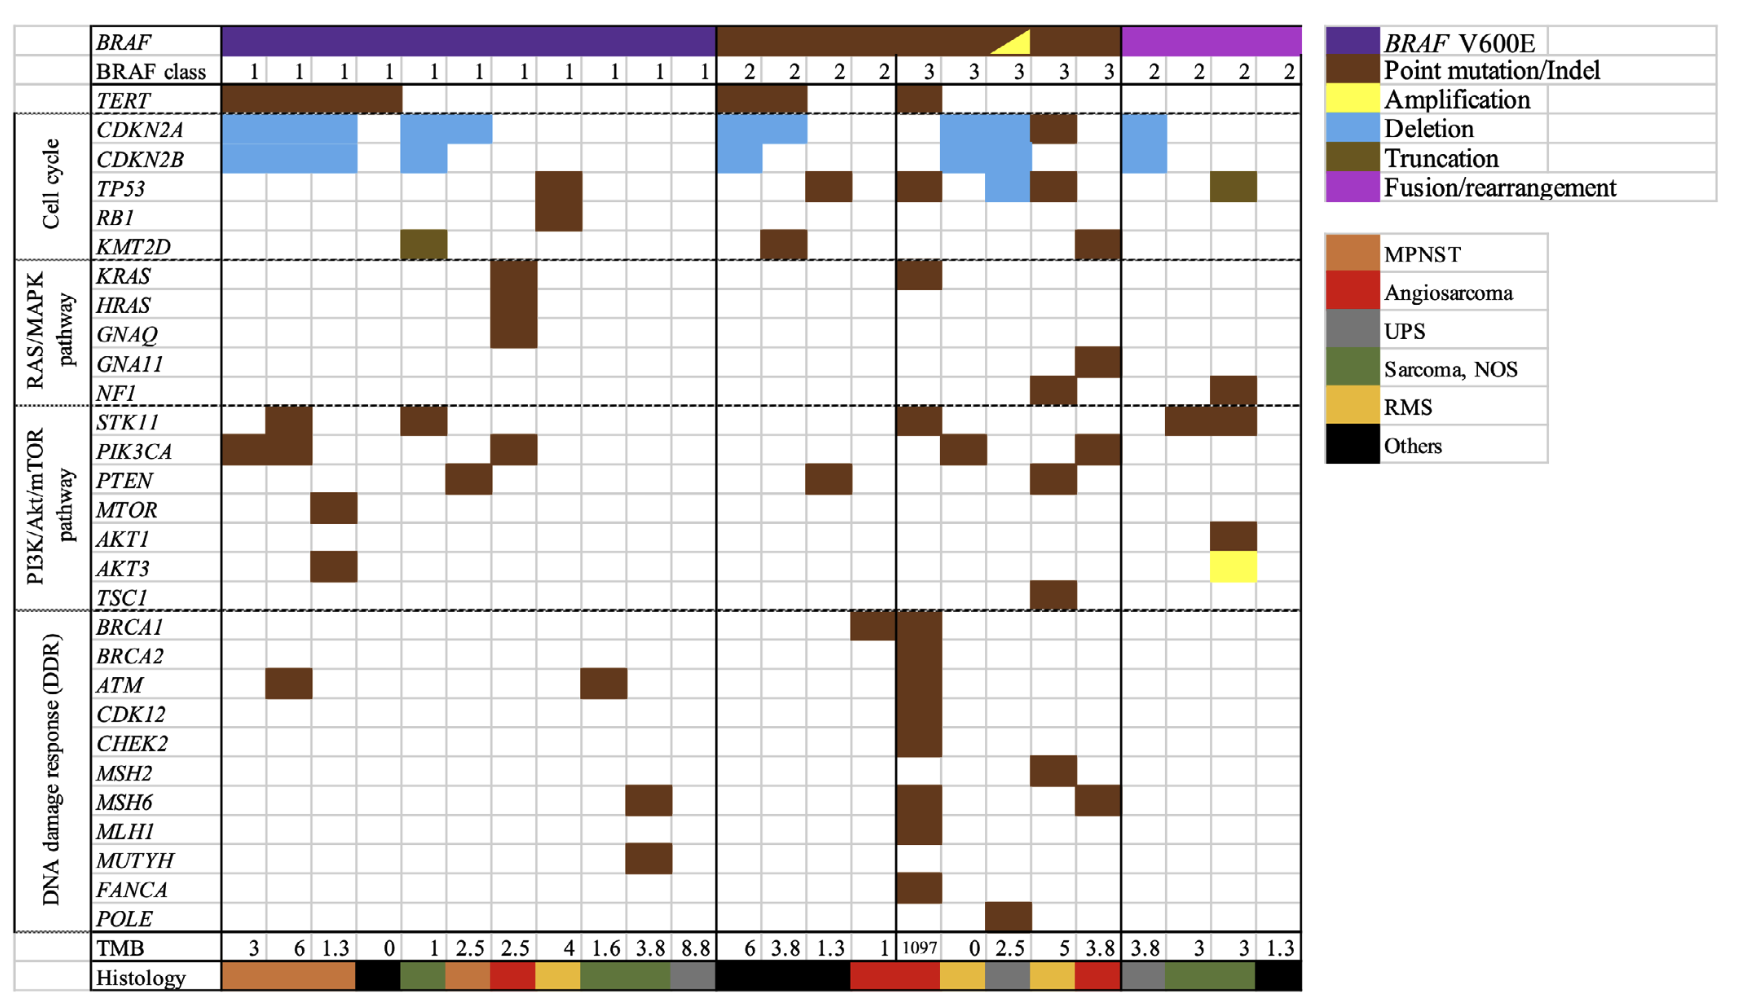 BRAF
BRAF class 1 1 1 1 1 1 1 1 1 1 1 2 2 2 2 3 3 3 3 3 2 2 2 2
TERT
Cell cycle
CDKN2A
CDKN2B
TP53
RB1
KMT2D
RAS/MAPK
pathway
KRAS
HRAS
GNAQ
GNA11
NF1
PI3K/Akt/mTOR
pathway
STK11
PIK3CA
PTEN
MTOR
AKT1
AKT3
TSC1
DNA damage response (DDR)
BRCA1
BRCA2
ATM
CDK12
CHEK2
MSH2
MSH6
MLH1
MUTYH
FANCA
POLE
TMB 3 6 1.3 0 1 2.5 2.5 4 1.6 3.8 8.8 6 3.8 1.3 1 1097 0 2.5 5 3.8 3.8 3 3 1.3
Histology
BRAF V600E
Point mutation/Indel
Amplification
Deletion
Truncation
Fusion/rearrangement
MPNST
Angiosarcoma
UPS
Sarcoma, NOS
RMS
Others